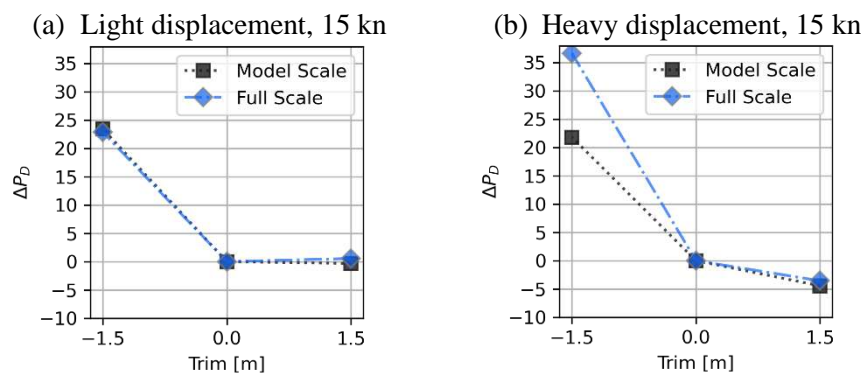 (a) Light displacement, 15 kn
35
30
25
20
15
10
5
0
−5
−10
ΔP_D
Model Scale
Full Scale
−1.5 0.0 1.5
Trim [m]
(b) Heavy displacement, 15 kn
35
30
25
20
15
10
5
0
−5
−10
ΔP_D
Model Scale
Full Scale
−1.5 0.0 1.5
Trim [m]